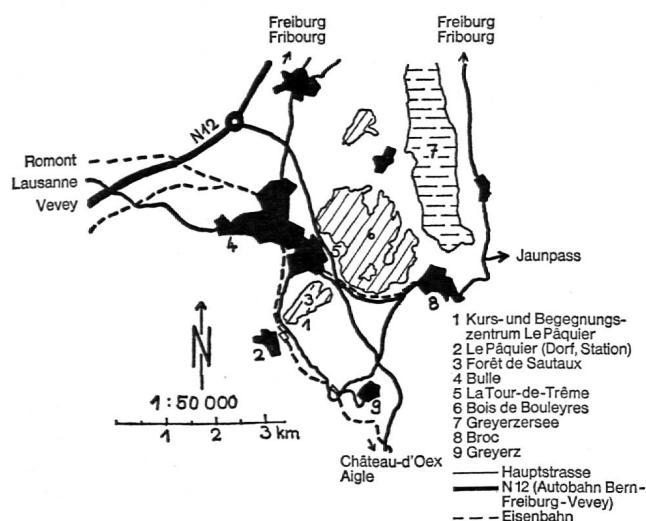 Freiburg
Fribourg
Freiburg
Fribourg
N12
Romont
Lausanne
Vevey
7
6
5
4
Jaunpass
8
3
1
2
9
N
1:50 000
1 2 3 km
Château-d'Oex
Aigle
1 Kurs- und Begegnungs-
zentrum Le Pâquier
2 Le Pâquier (Dorf, Station)
3 Forêt de Sautaux
4 Bulle
5 La Tour-de-Trême
6 Bois de Bouleyres
7 Greyerzersee
8 Broc
9 Greyerz
Hauptstrasse
N12 (Autobahn Bern-
Freiburg-Vevey)
Eisenbahn